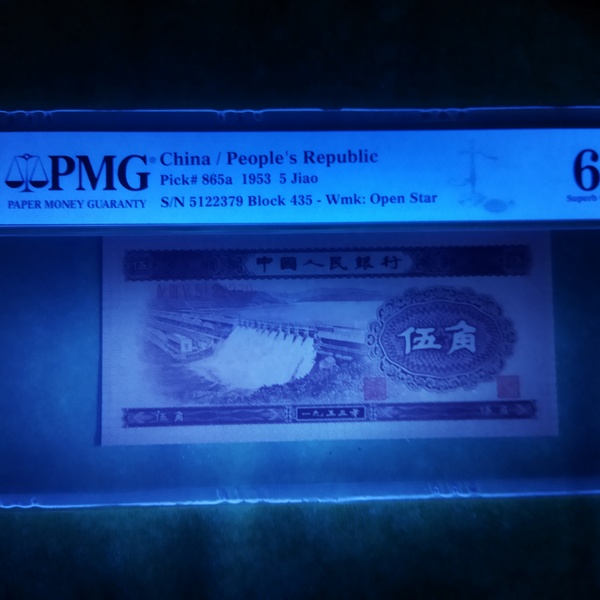 PMG® China / People's Republic
Pick# 865a 1953 5 Jiao
PAPER MONEY GUARANTY
S/N 5122379 Block 435 - Wmk: Open Star
6
Superb
中國人民銀行
伍角
伍角
一九五三年
伍角